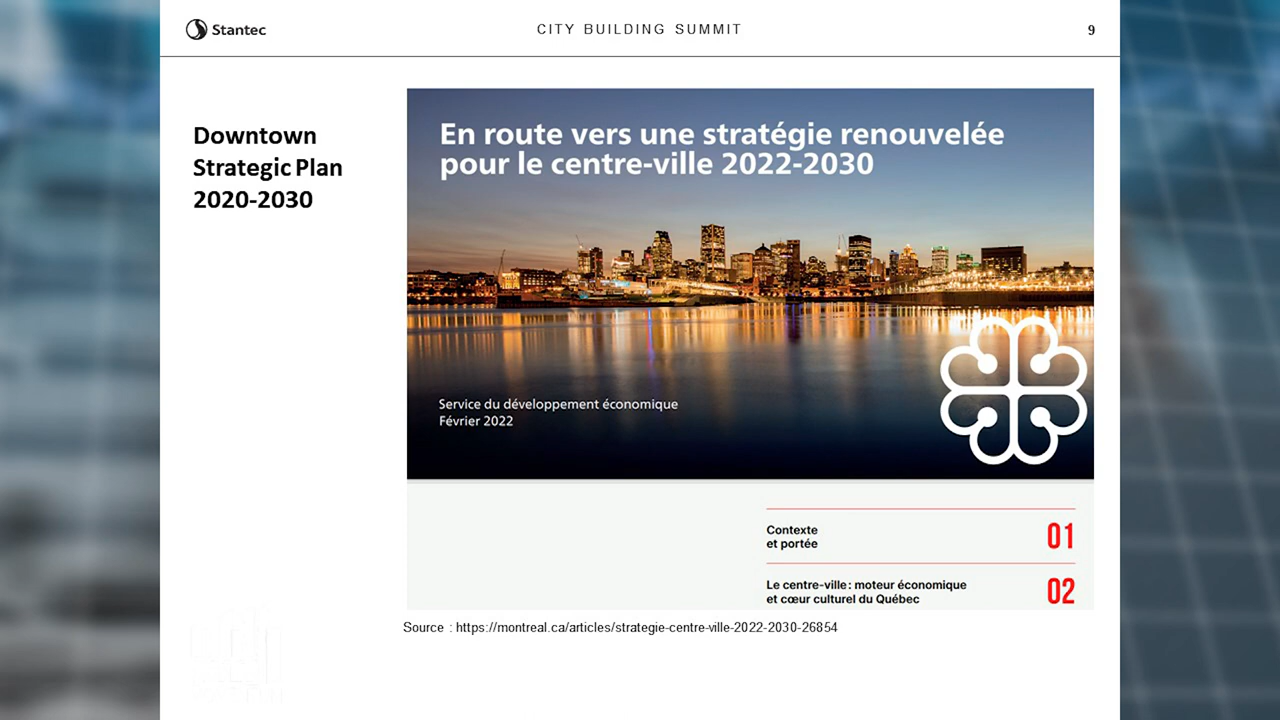 Stantec
CITY BUILDING SUMMIT
9
Downtown
Strategic Plan
2020-2030
En route vers une stratégie renouvelée
pour le centre-ville 2022-2030
Service du développement économique
Février 2022
Contexte
et portée
01
Le centre-ville : moteur économique
et cœur culturel du Québec
02
Source : https://montreal.ca/articles/strategie-centre-ville-2022-2030-26854